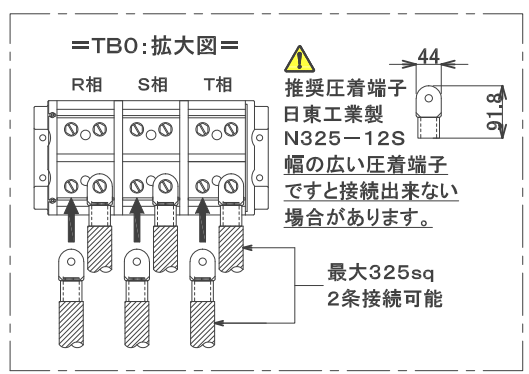 =TB0:拡大図=
R相
S相
T相
推奨圧着端子
日東工業製
N325-12S
幅の広い圧着端子
ですと接続出来ない
場合があります。
44
91.8
最大325sq
2条接続可能